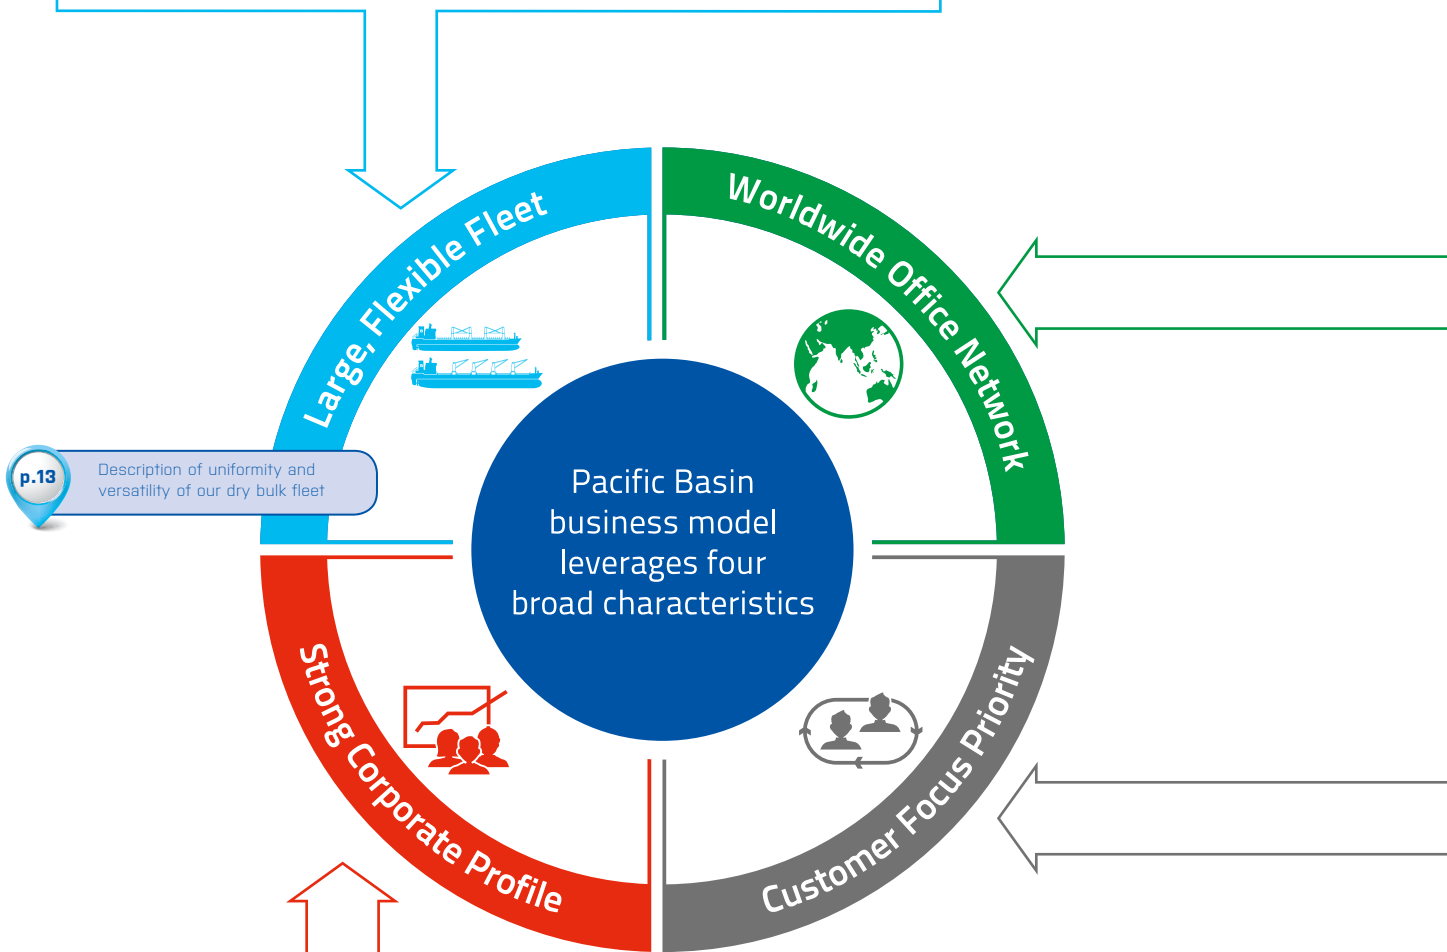 Large, Flexible Fleet
Worldwide Office Network
p.13
Description of uniformity and
versatility of our dry bulk fleet
Pacific Basin
business model
leverages four
broad characteristics
Strong Corporate Profile
Customer Focus Priority